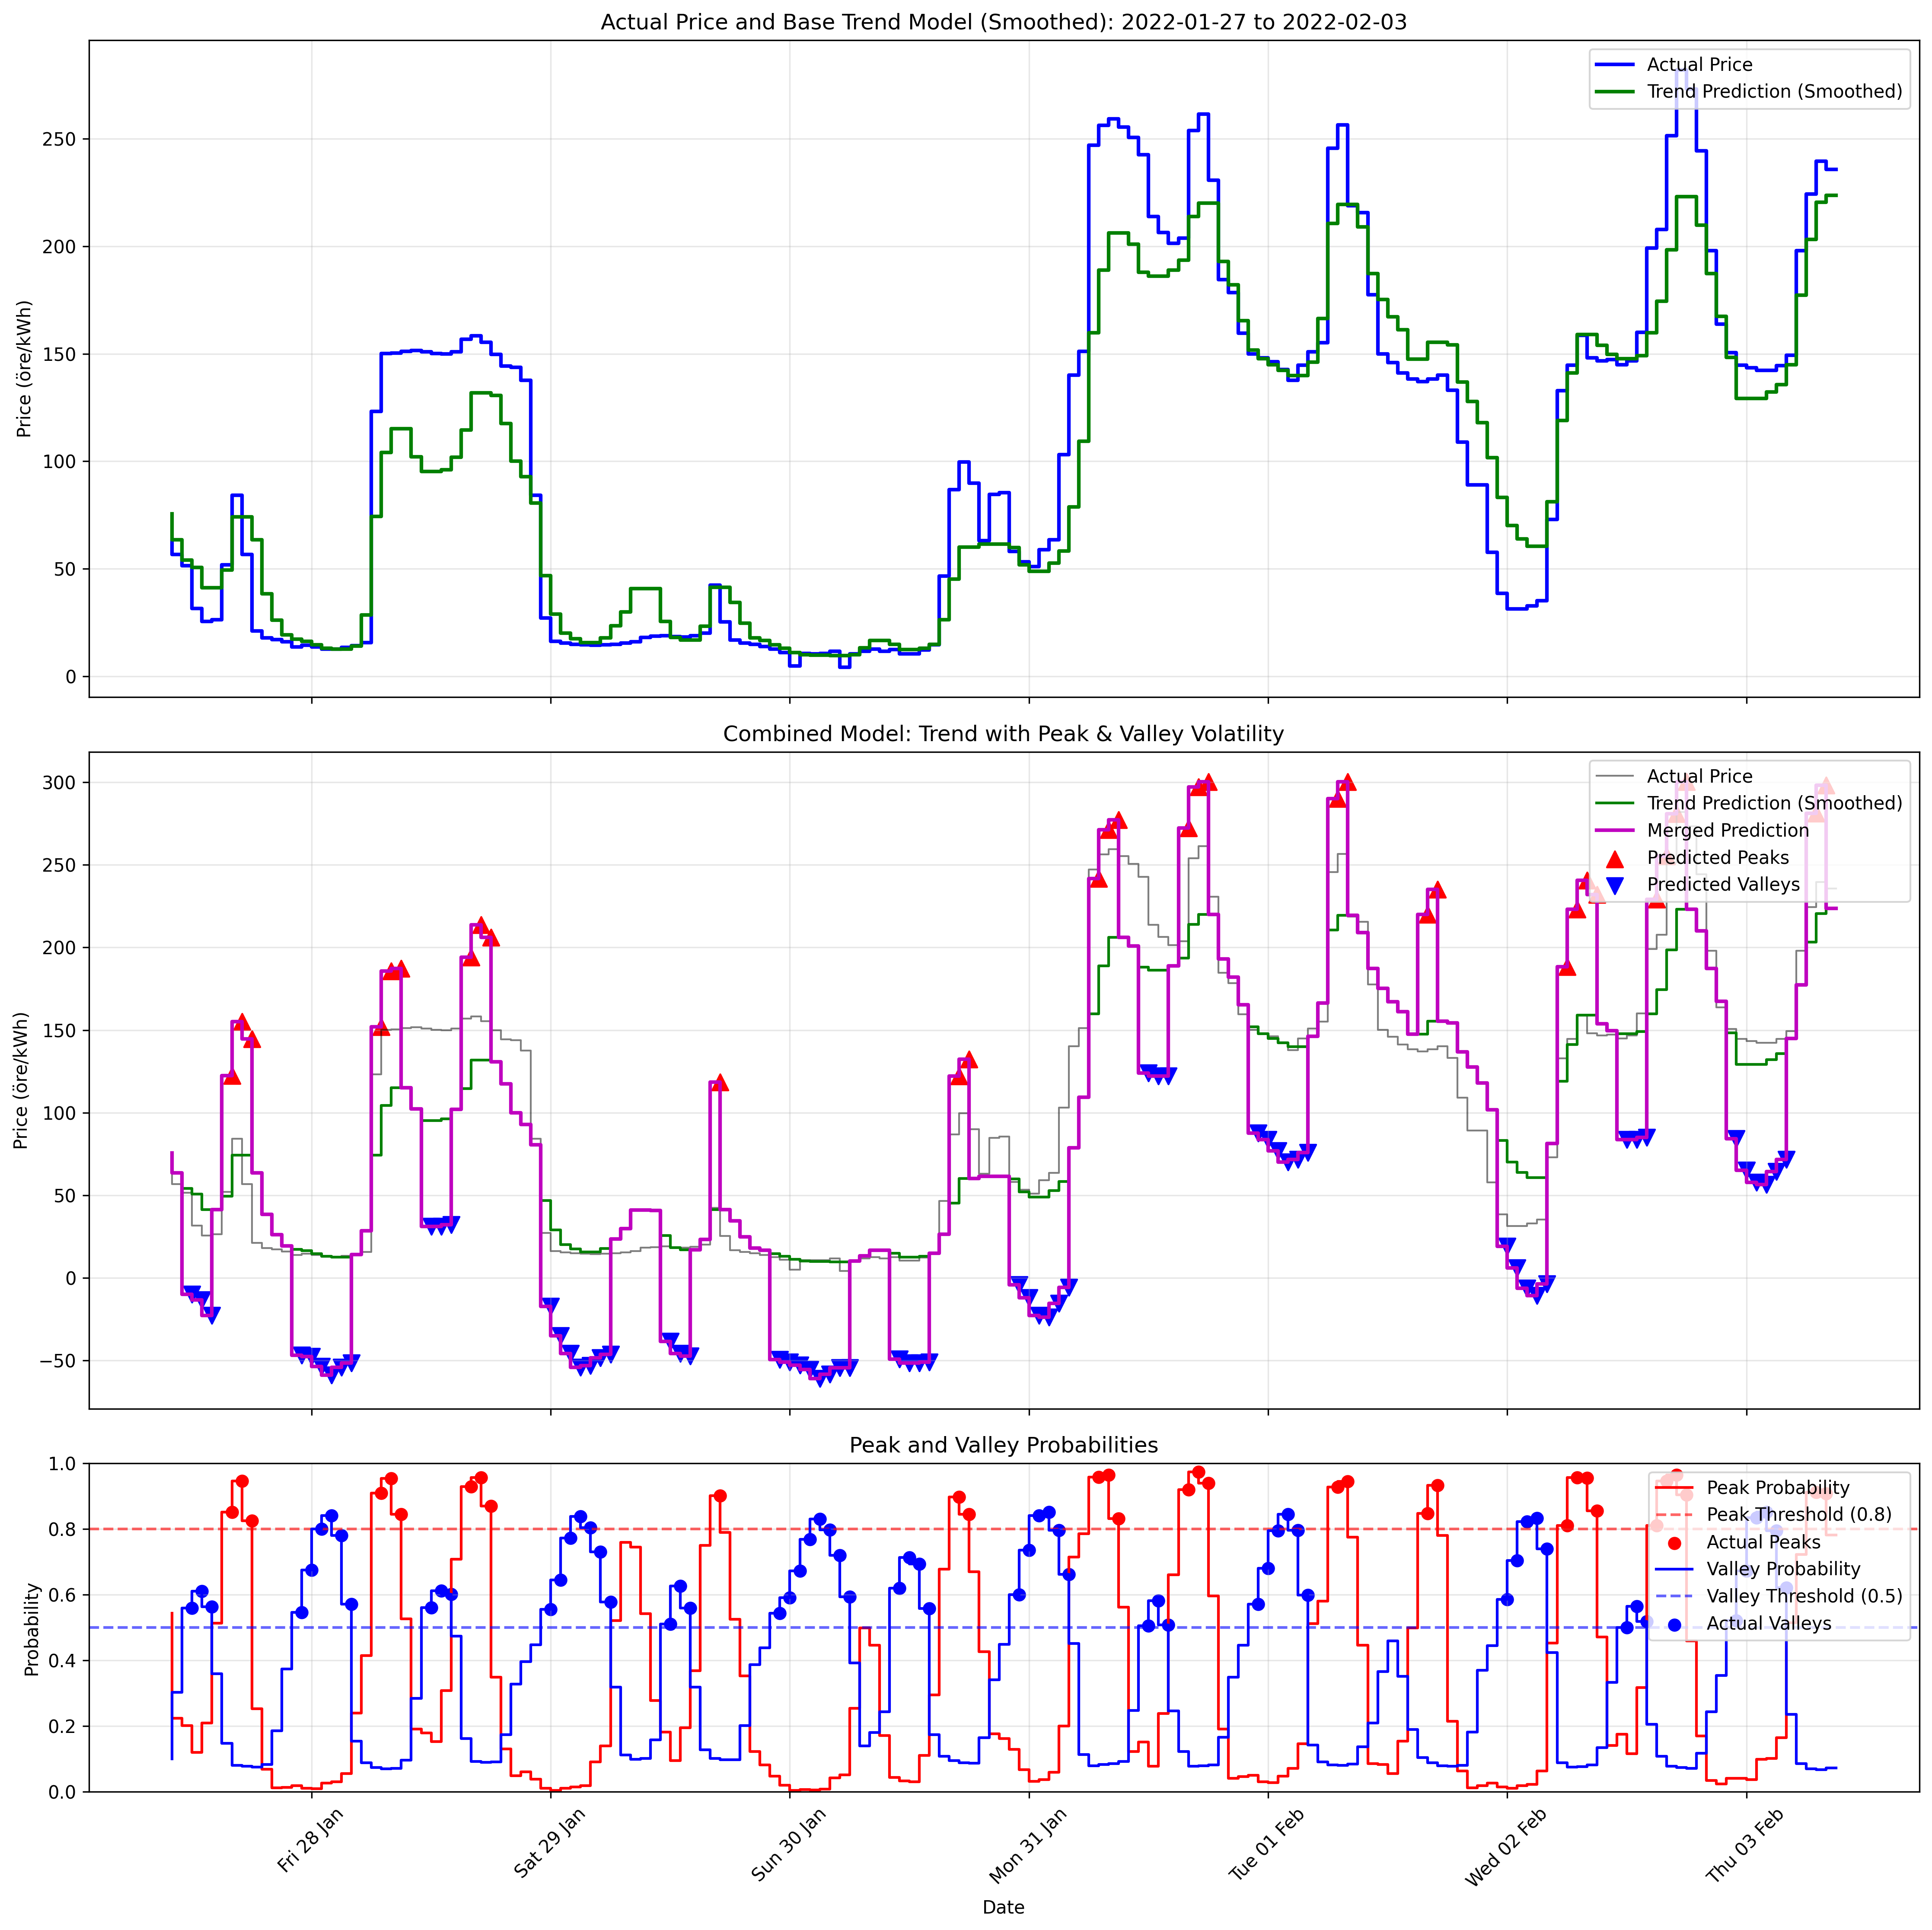 Actual Price and Base Trend Model (Smoothed): 2022-01-27 to 2022-02-03
Actual Price
Trend Prediction (Smoothed)
250
200
150
100
50
0
Price (öre/kWh)
Combined Model: Trend with Peak & Valley Volatility
Actual Price
Trend Prediction (Smoothed)
Merged Prediction
Predicted Peaks
Predicted Valleys
300
250
200
150
100
50
0
−50
Price (öre/kWh)
Peak and Valley Probabilities
Peak Probability
Peak Threshold (0.8)
Actual Peaks
Valley Probability
Valley Threshold (0.5)
Actual Valleys
1.0
0.8
0.6
0.4
0.2
0.0
Probability
Fri 28 Jan
Sat 29 Jan
Sun 30 Jan
Mon 31 Jan
Tue 01 Feb
Wed 02 Feb
Thu 03 Feb
Date